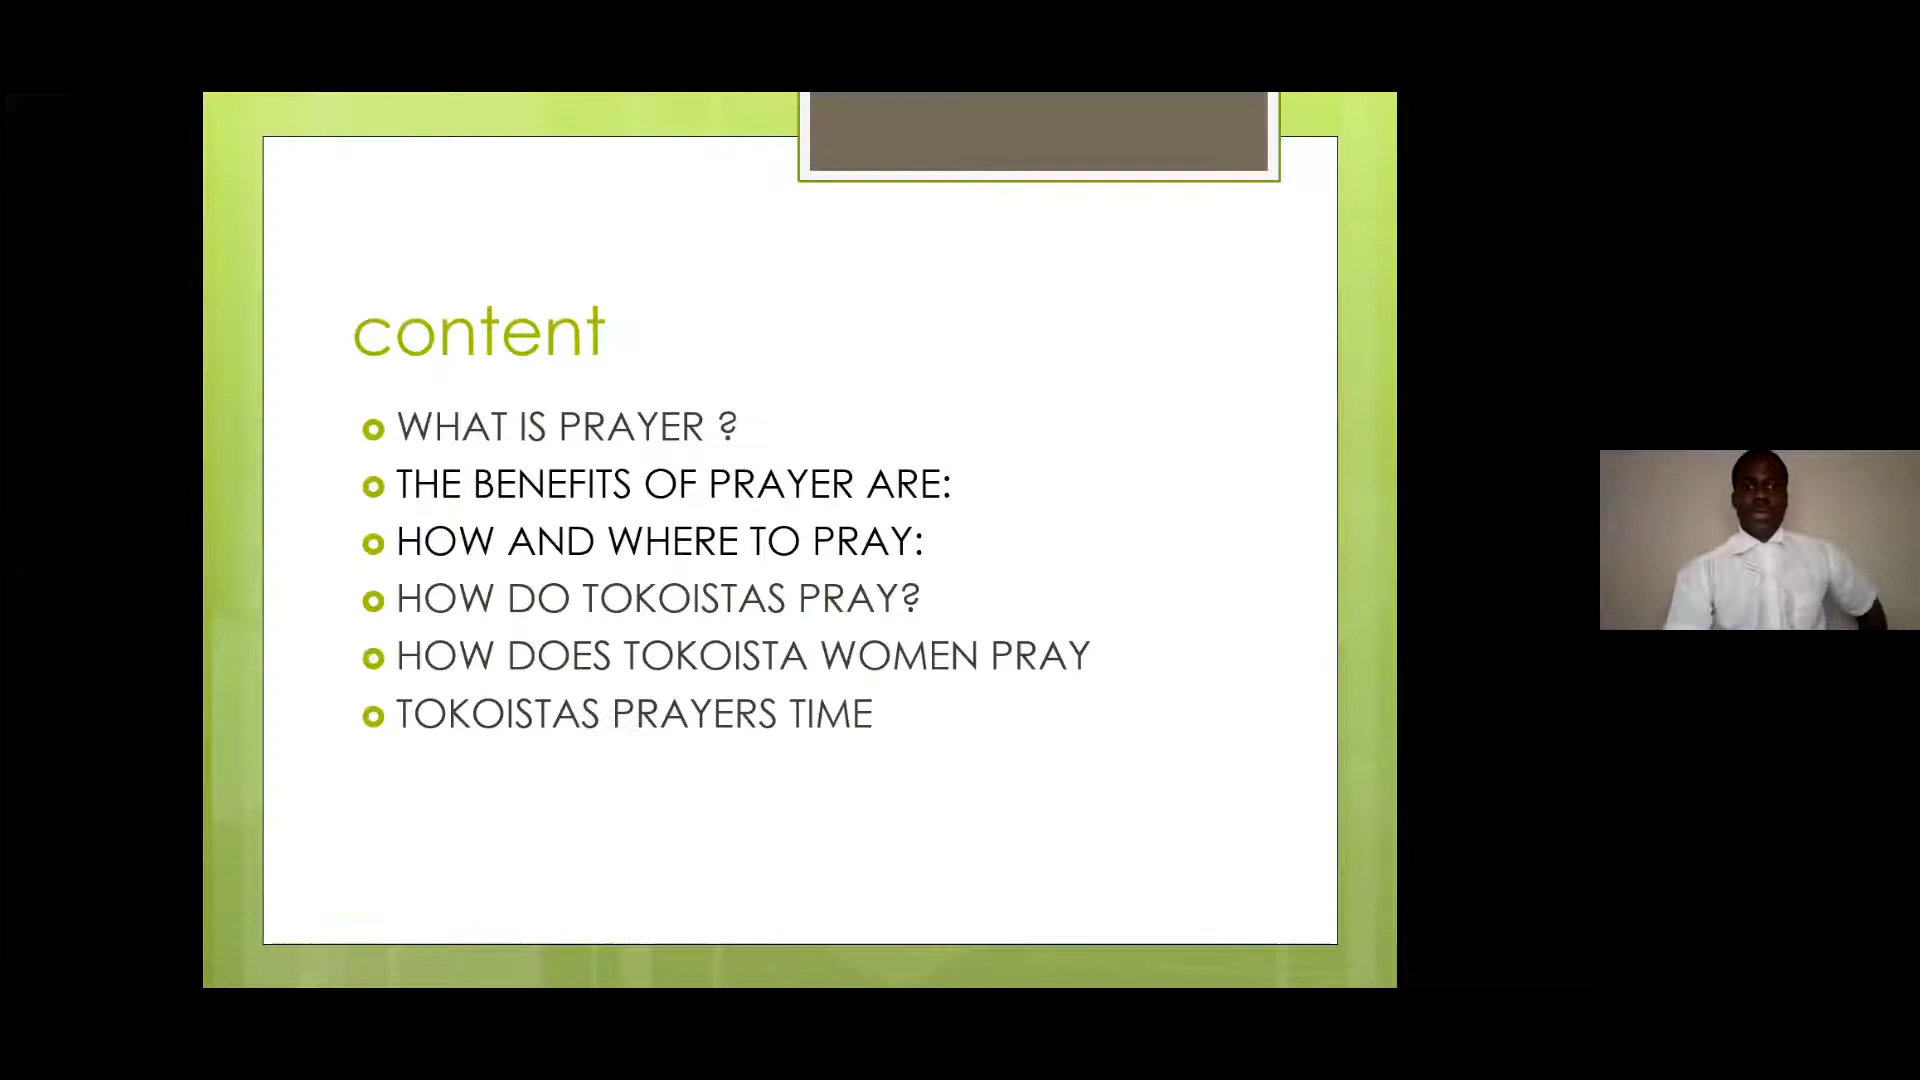 content
WHAT IS PRAYER ?
THE BENEFITS OF PRAYER ARE:
HOW AND WHERE TO PRAY:
HOW DO TOKOISTAS PRAY?
HOW DOES TOKOISTA WOMEN PRAY
TOKOISTAS PRAYERS TIME